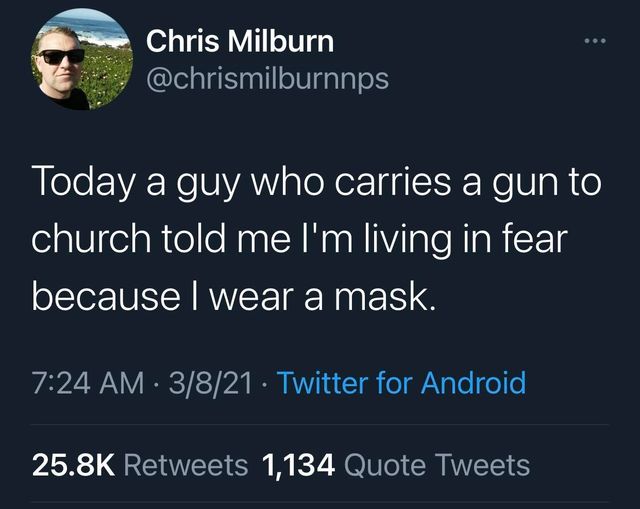 Chris Milburn
@chrismilburnnps
Today a guy who carries a gun to
church told me I'm living in fear
because I wear a mask.
7:24 AM · 3/8/21 · Twitter for Android
25.8K Retweets 1,134 Quote Tweets